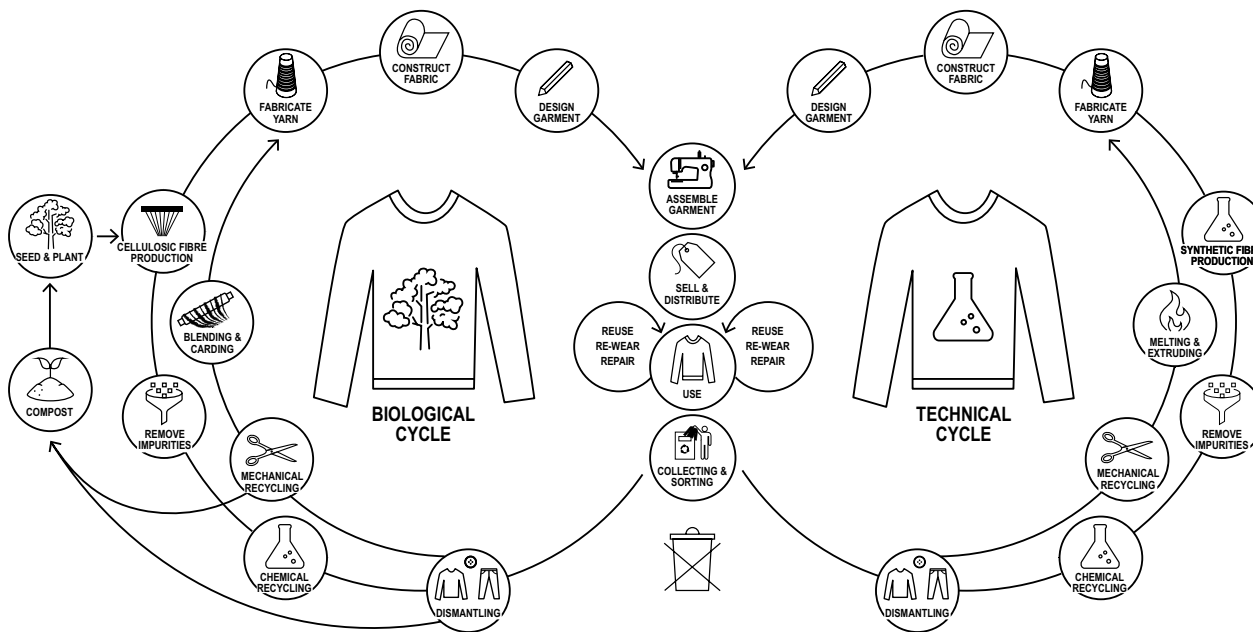 CONSTRUCT
FABRIC
FABRICATE
YARN
DESIGN
GARMENT
SEED & PLANT
CELLULOSIC FIBRE
PRODUCTION
BLENDING &
CARDING
COMPOST
REMOVE
IMPURITIES
MECHANICAL
RECYCLING
CHEMICAL
RECYCLING
DISMANTLING
BIOLOGICAL
CYCLE
ASSEMBLE
GARMENT
SELL &
DISTRIBUTE
REUSE
RE-WEAR
REPAIR
USE
REUSE
RE-WEAR
REPAIR
COLLECTING &
SORTING
CONSTRUCT
FABRIC
DESIGN
GARMENT
FABRICATE
YARN
SYNTHETIC FIBRE
PRODUCTION
MELTING &
EXTRUDING
REMOVE
IMPURITIES
MECHANICAL
RECYCLING
CHEMICAL
RECYCLING
DISMANTLING
TECHNICAL
CYCLE